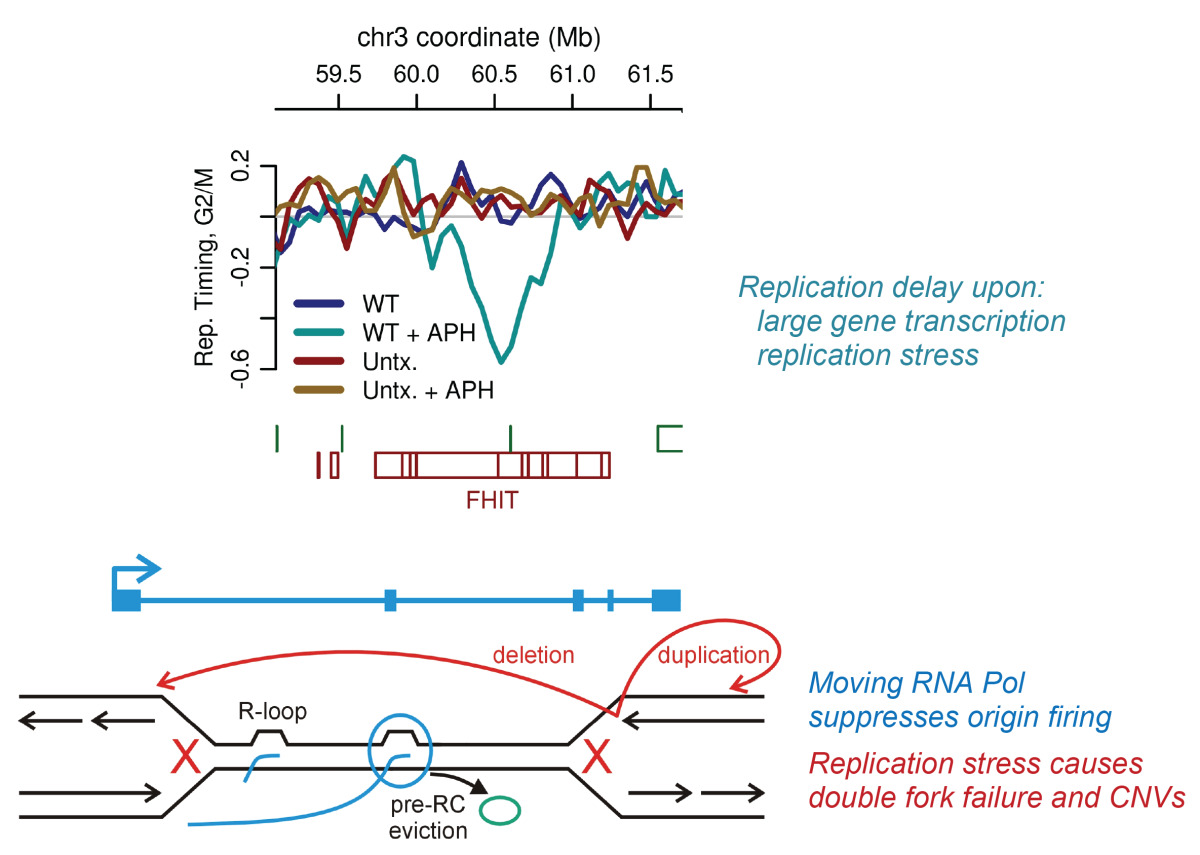 chr3 coordinate (Mb)
59.5 60.0 60.5 61.0 61.5
Rep. Timing, G2/M
0.2
-0.2
-0.6
WT
WT + APH
Untx.
Untx. + APH
Replication delay upon:
large gene transcription
replication stress
FHIT
deletion
duplication
R-loop
X
X
pre-RC
eviction
Moving RNA Pol
suppresses origin firing
Replication stress causes
double fork failure and CNVs